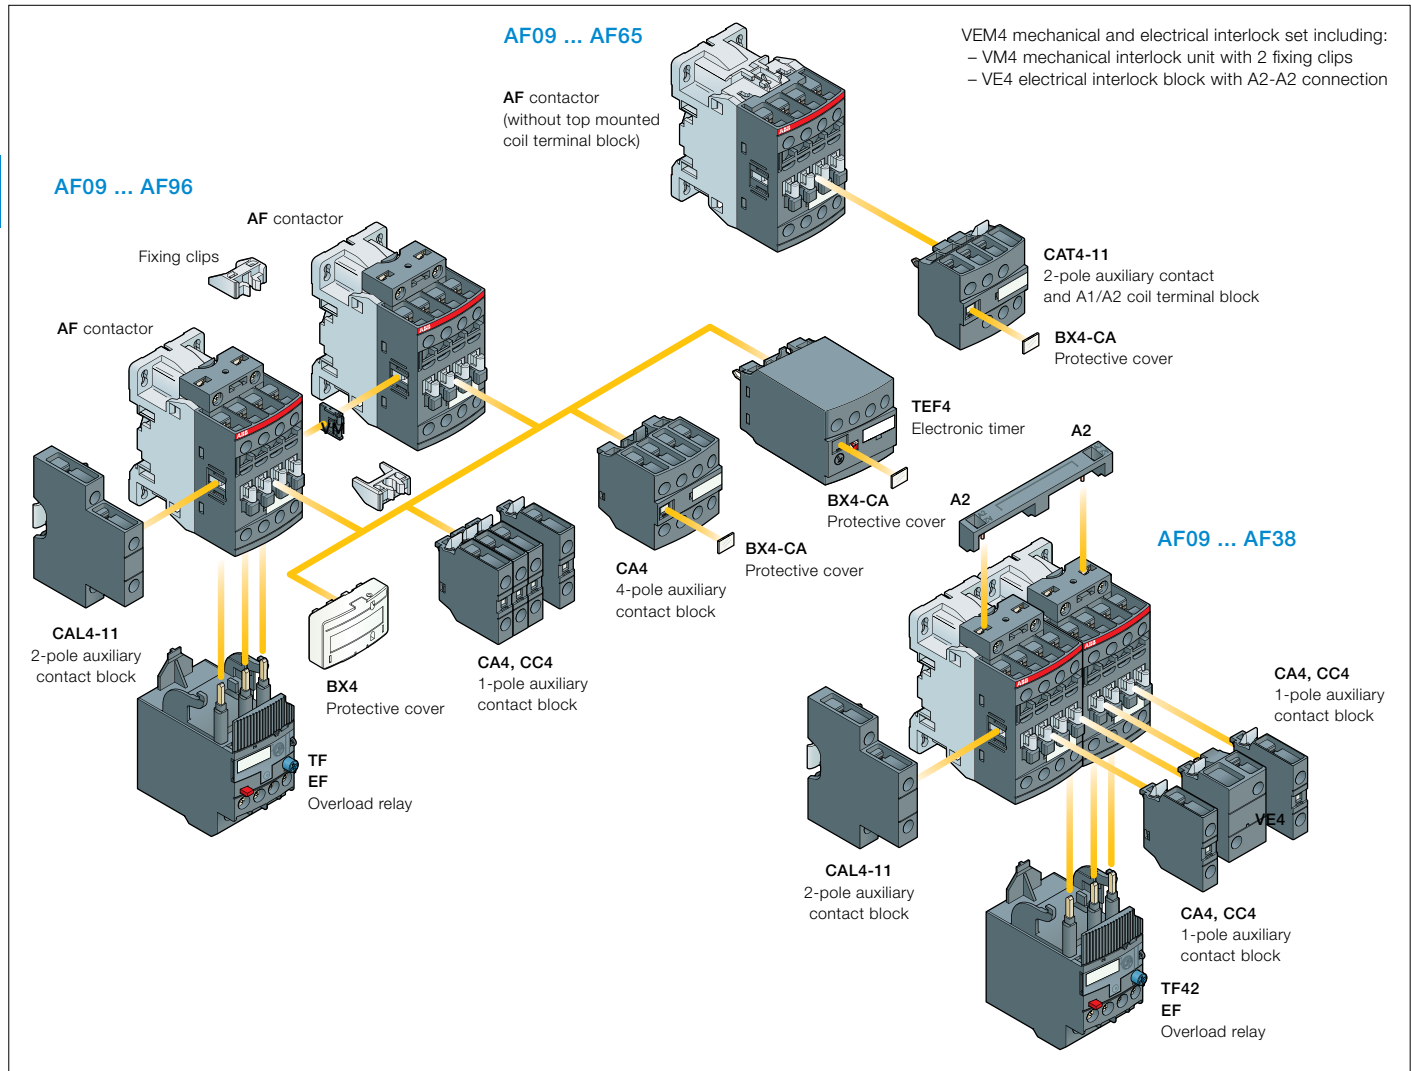 AF09 ... AF65
VEM4 mechanical and electrical interlock set including:
– VM4 mechanical interlock unit with 2 fixing clips
– VE4 electrical interlock block with A2-A2 connection
AF contactor
(without top mounted
coil terminal block)
ABB
AF09 ... AF96
AF contactor
Fixing clips
AF contactor
ABB
ABB
VM
CAT4-11
2-pole auxiliary contact
and A1/A2 coil terminal block
BX4-CA
Protective cover
TEF4
Electronic timer
BX4-CA
Protective cover
A2
A2
AF09 ... AF38
BX4-CA
Protective cover
CA4
4-pole auxiliary
contact block
CAL4-11
2-pole auxiliary
contact block
BX4
Protective cover
CA4, CC4
1-pole auxiliary
contact block
TF
EF
Overload relay
ABB
ABB
CA4, CC4
1-pole auxiliary
contact block
VE4
CAL4-11
2-pole auxiliary
contact block
CA4, CC4
1-pole auxiliary
contact block
TF42
EF
Overload relay